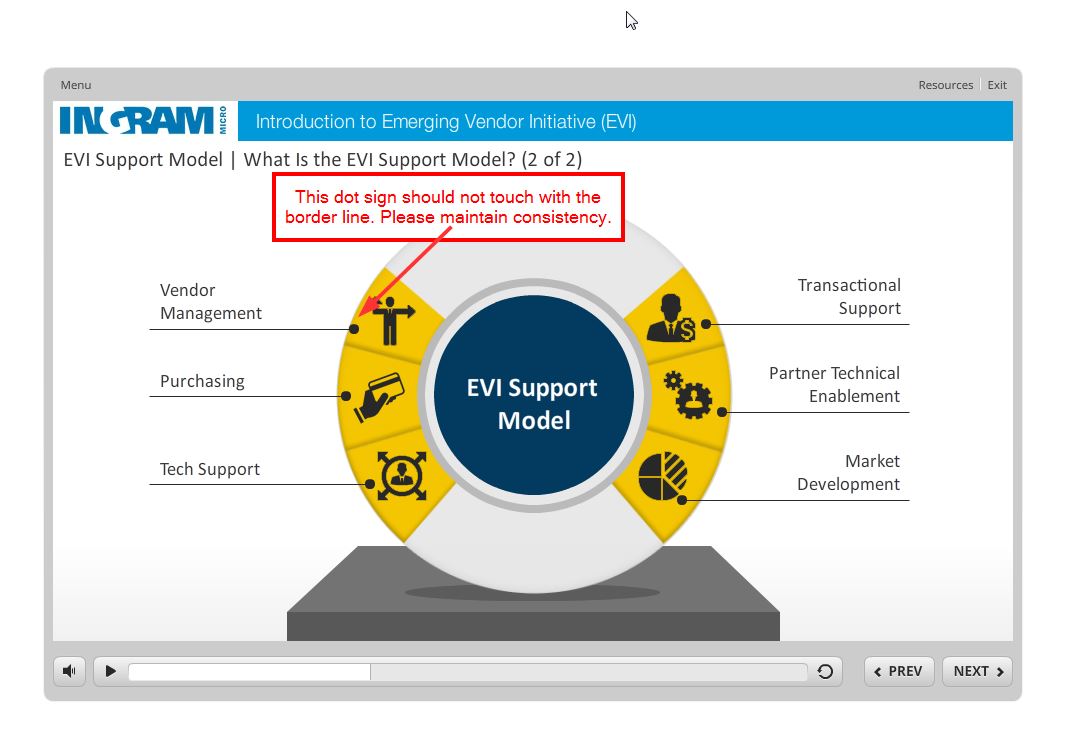 Menu
Resources
Exit
INGRAM MICRO
Introduction to Emerging Vendor Initiative (EVI)
EVI Support Model | What Is the EVI Support Model? (2 of 2)
This dot sign should not touch with the
border line. Please maintain consistency.
Vendor
Management
Purchasing
Tech Support
EVI Support
Model
Transactional
Support
Partner Technical
Enablement
Market
Development
$
PREV
NEXT